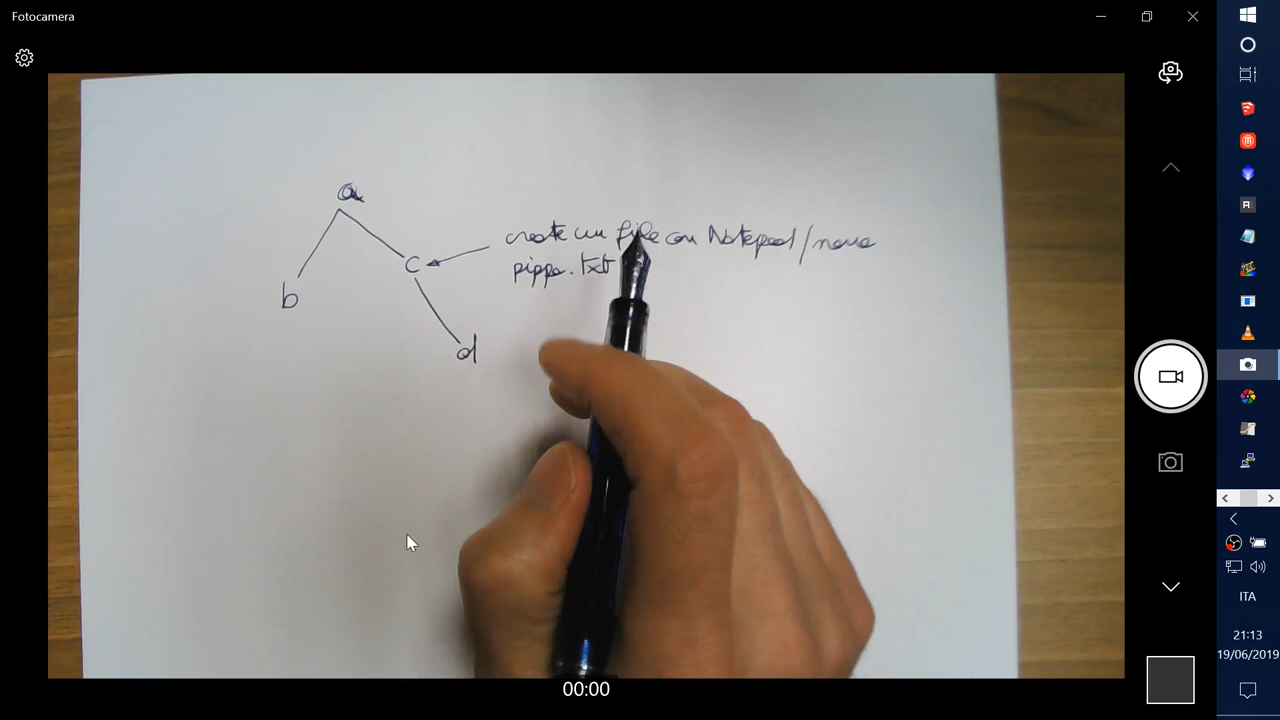 Fotocamera
a
create un file con Notepad/nome
c
pippo.txt
b
d
00:00
ITA
21:13
19/06/2019